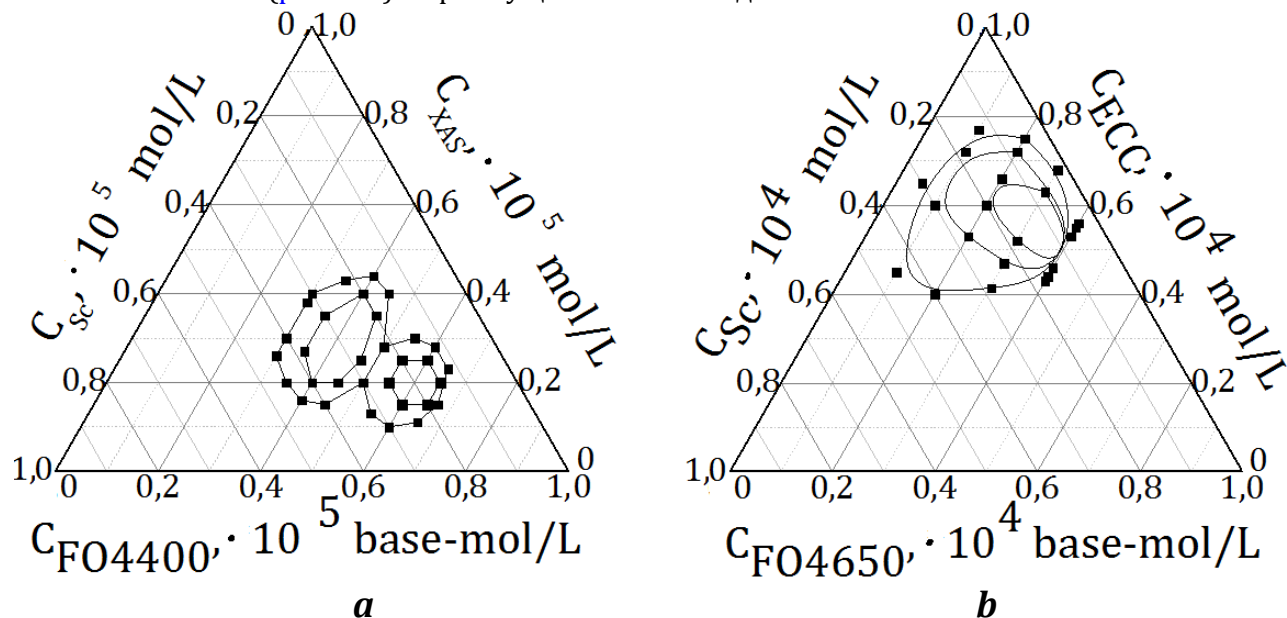 0 1,0 0 1,0
0,2 0,8 0,2 0,8
0,4 0,6 0,4 0,6
0,6 0,4 0,6 0,4
0,8 0,2 0,8 0,2
1,0 0 1,0 0
0 0,2 0,4 0,6 0,8 1,0 0 0,2 0,4 0,6 0,8 1,0
C_Sc, · 10^5 mol/L
C_XAS, · 10^5 mol/L
C_FO4400, · 10^5 base-mol/L
C_Sc, · 10^4 mol/L
C_ECC, · 10^4 mol/L
C_FO4650, · 10^4 base-mol/L
a b